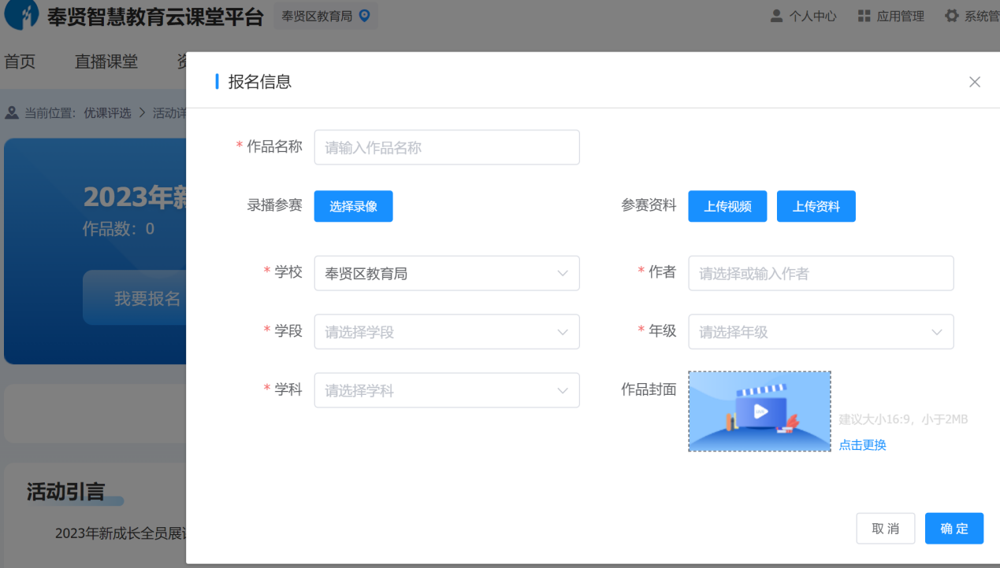 奉贤智慧教育云课堂平台
奉贤区教育局
个人中心
应用管理
系统管
首页
直播课堂
当前位置: 优课评选 > 活动详
2023年新
作品数: 0
我要报名
活动引言
2023年新成长全员展
报名信息
* 作品名称
请输入作品名称
录播参赛
选择录像
参赛资料
上传视频
上传资料
* 学校
奉贤区教育局
* 作者
请选择或输入作者
* 学段
请选择学段
* 年级
请选择年级
* 学科
请选择学科
作品封面
建议大小16:9，小于2MB
点击更换
取 消
确 定